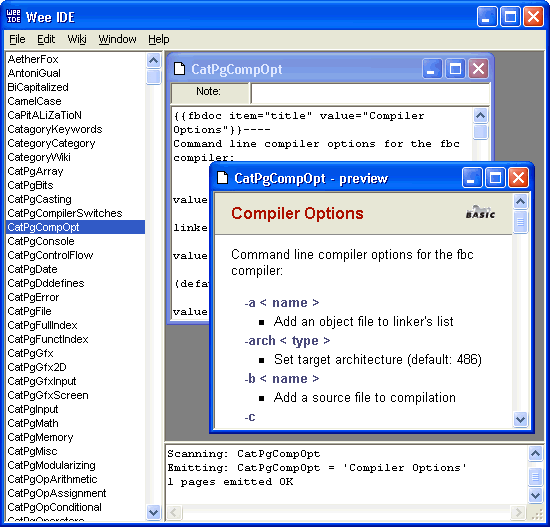 WEE
IDE
Wee IDE
File Edit Wiki Window Help
AetherFox
AntoniGual
BiCapitalized
CamelCase
CaPitALiZaTioN
CatagoryKeywords
CategoryCategory
CategoryWiki
CatPgArray
CatPgBits
CatPgCasting
CatPgCompilerSwitches
CatPgCompOpt
CatPgConsole
CatPgControlFlow
CatPgDate
CatPgDddefines
CatPgError
CatPgFile
CatPgFullIndex
CatPgFunctIndex
CatPgGfx
CatPgGfx2D
CatPgGfxInput
CatPgGfxScreen
CatPgInput
CatPgMath
CatPgMemory
CatPgMisc
CatPgModularizing
CatPgOpArithmetic
CatPgOpAssignment
CatPgOpConditional
CatPgOperators
CatPgCompOpt
Note:
{{fbdoc item="title" value="Compiler
Options"}}----
Command line compiler options for the fbc
compiler:
value
linke
value
(defa
value
CatPgCompOpt - preview
Compiler Options
BASIC
Command line compiler options for the fbc
compiler:
-a < name >
Add an object file to linker's list
-arch < type >
Set target architecture (default: 486)
-b < name >
Add a source file to compilation
-c
Scanning: CatPgCompOpt
Emitting: CatPgCompOpt = 'Compiler Options'
1 pages emitted OK